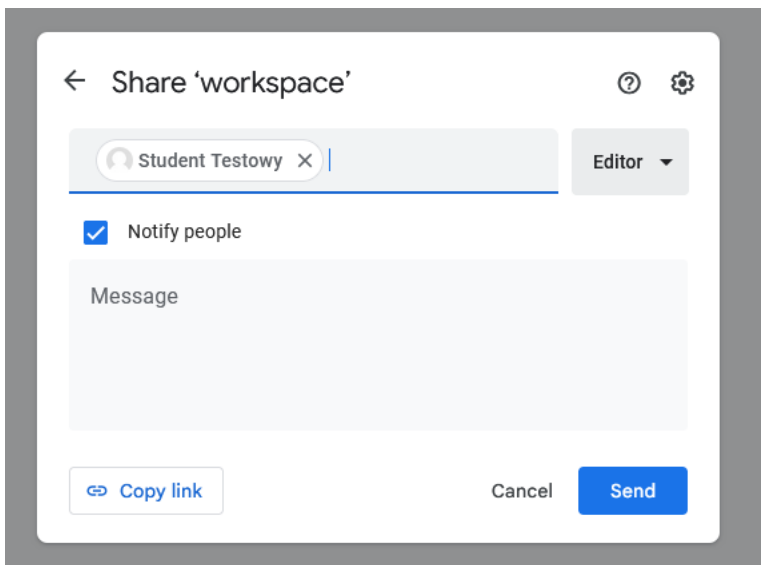 Share ‘workspace’
Student Testowy
Editor
Notify people
Message
Copy link
Cancel
Send